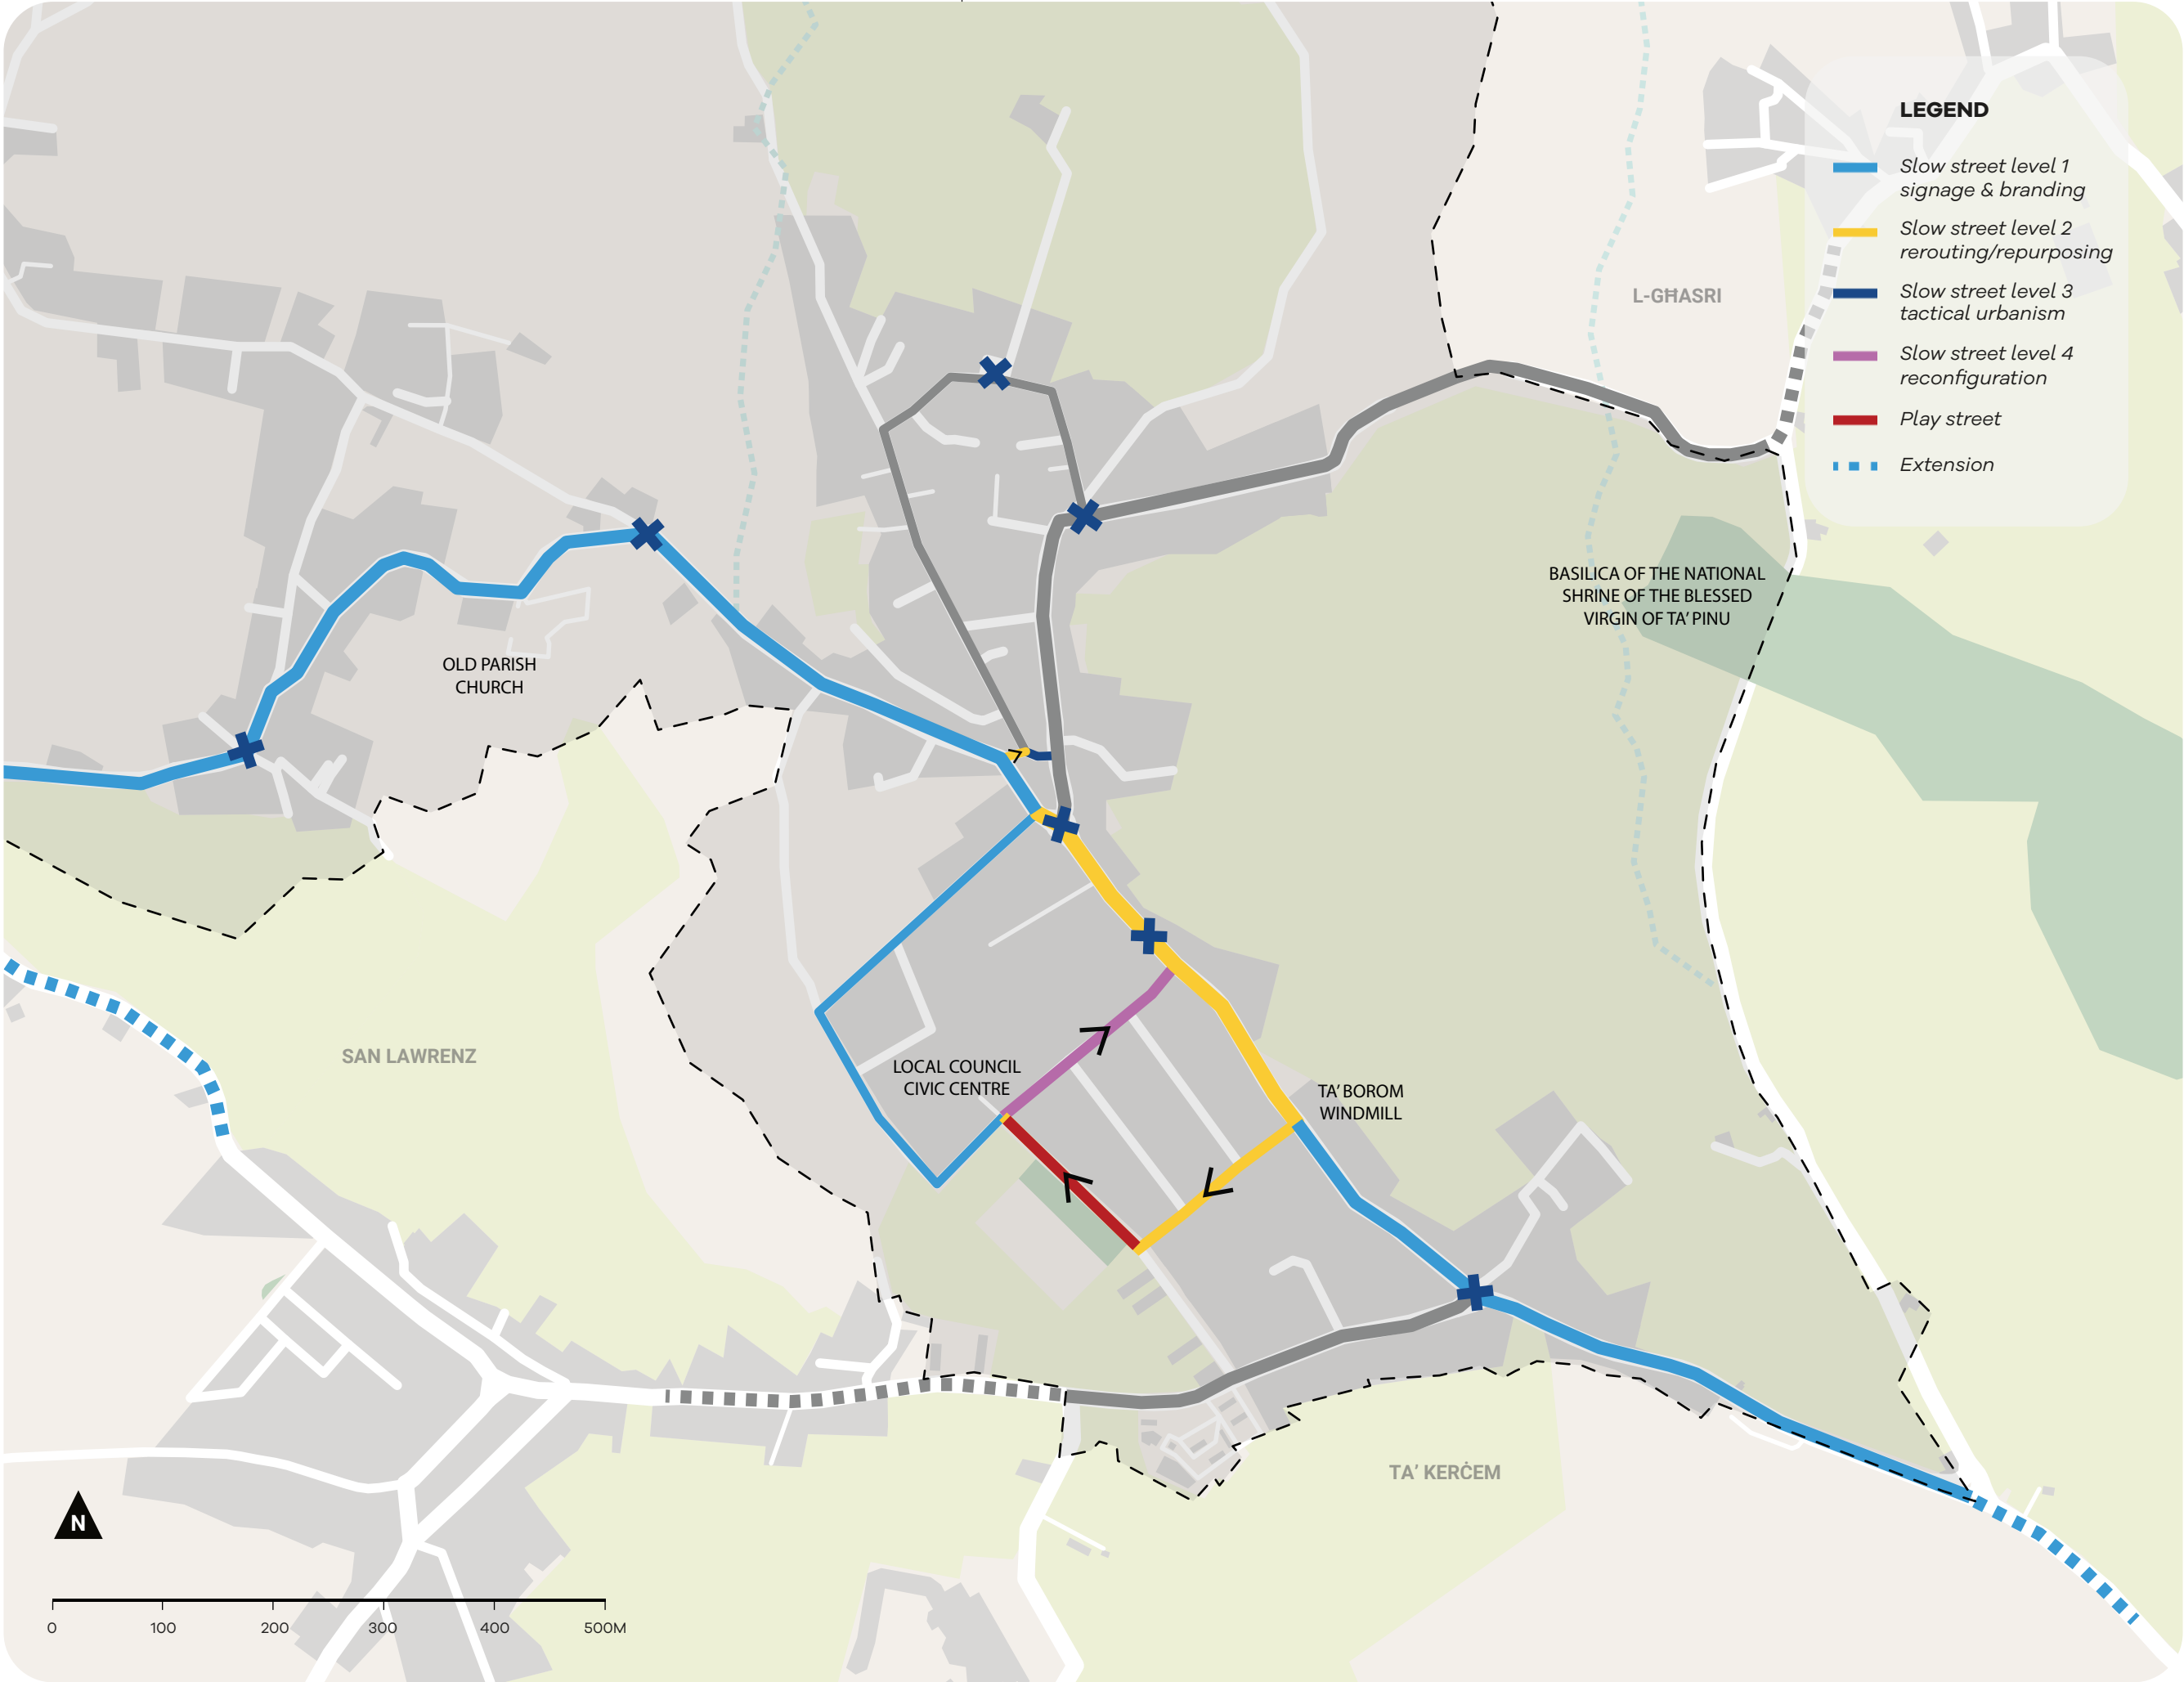 LEGEND
Slow street level 1
signage & branding
Slow street level 2
rerouting/repurposing
Slow street level 3
tactical urbanism
Slow street level 4
reconfiguration
Play street
Extension
L-GĦASRI
BASILICA OF THE NATIONAL
SHRINE OF THE BLESSED
VIRGIN OF TA’ PINU
OLD PARISH
CHURCH
SAN LAWRENZ
LOCAL COUNCIL
CIVIC CENTRE
TA’ BOROM
WINDMILL
TA’ KERĊEM
N
0 100 200 300 400 500M